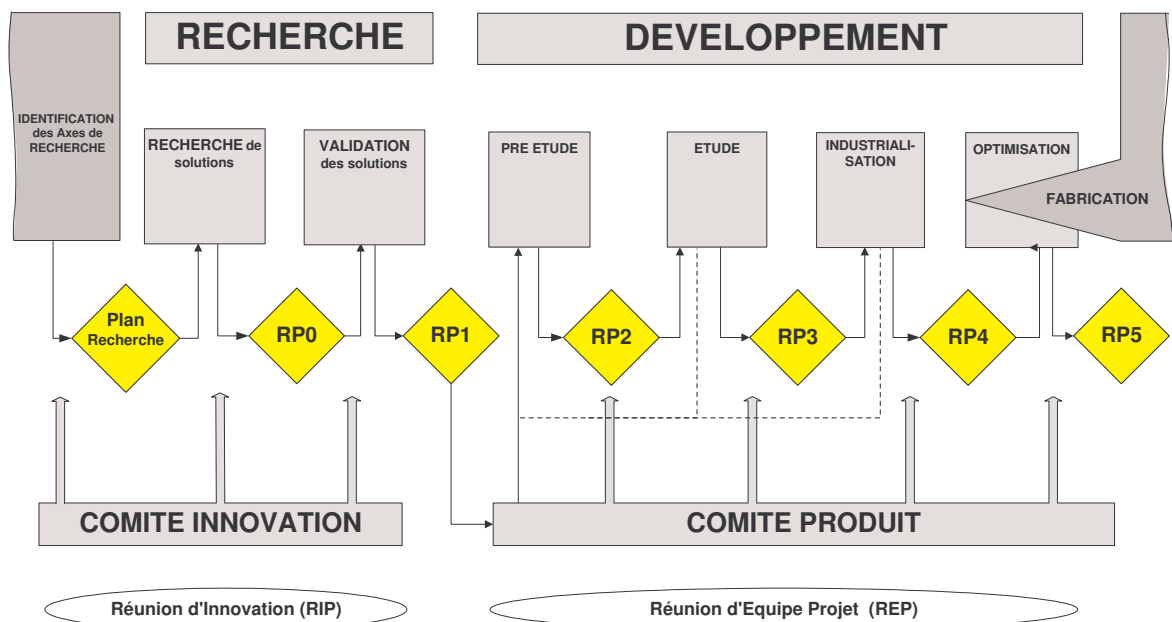 RECHERCHE
DEVELOPPEMENT
IDENTIFICATION
des Axes de
RECHERCHE
RECHERCHE de
solutions
VALIDATION
des solutions
PRE ETUDE
ETUDE
INDUSTRIALI-
SATION
OPTIMISATION
FABRICATION
Plan
Recherche
RP0
RP1
RP2
RP3
RP4
RP5
COMITE INNOVATION
COMITE PRODUIT
Réunion d'Innovation (RIP)
Réunion d'Equipe Projet (REP)